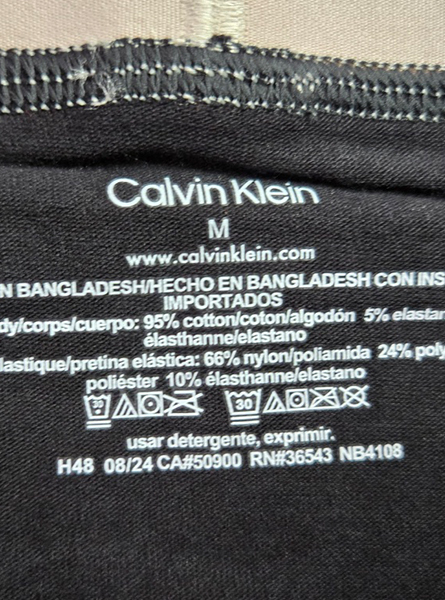 Calvin Klein
M
www.calvinklein.com
N BANGLADESH/HECHO EN BANGLADESH CON INS
IMPORTADOS
dy/corps/cuerpo: 95% cotton/coton/algodón 5% elastan
élasthanne/elastano
lastique/pretina elástica: 66% nylon/poliamida 24% poly
poliéster 10% élasthanne/elastano
30 30
usar detergente, exprimir.
H48 08/24 CA#50900 RN#36543 NB4108